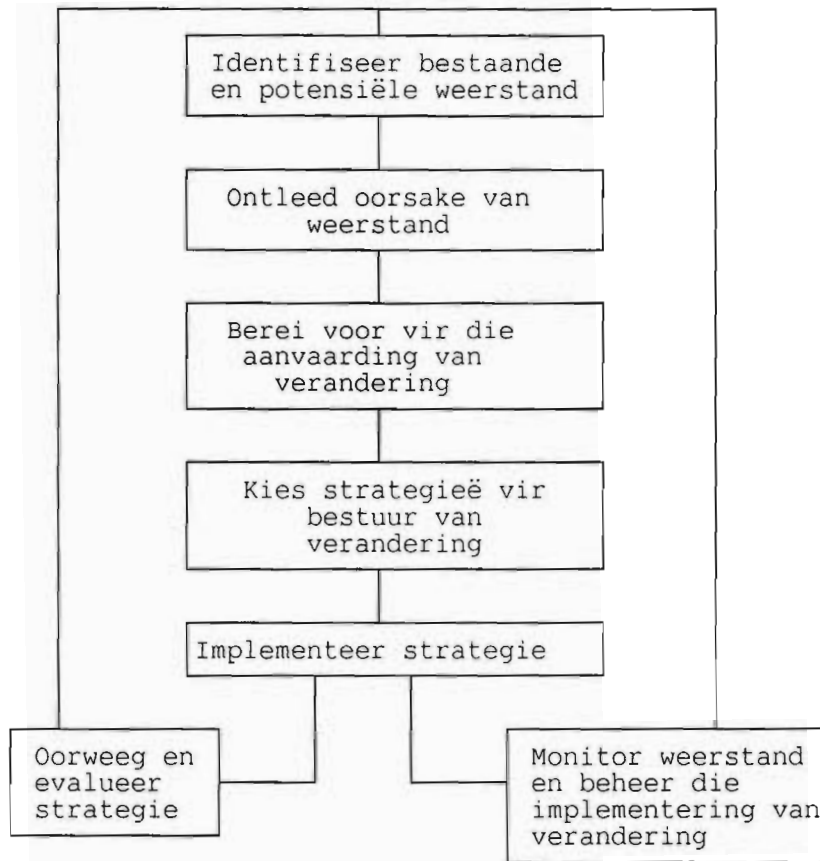 Identifiseer bestaande
en potensiële weerstand
Ontleed oorsake van
weerstand
Berei voor vir die
aanvaarding van
verandering
Kies strategieë vir
bestuur van
verandering
Implementeer strategie
Oorweeg en
evalueer
strategie
Monitor weerstand
en beheer die
implementering van
verandering